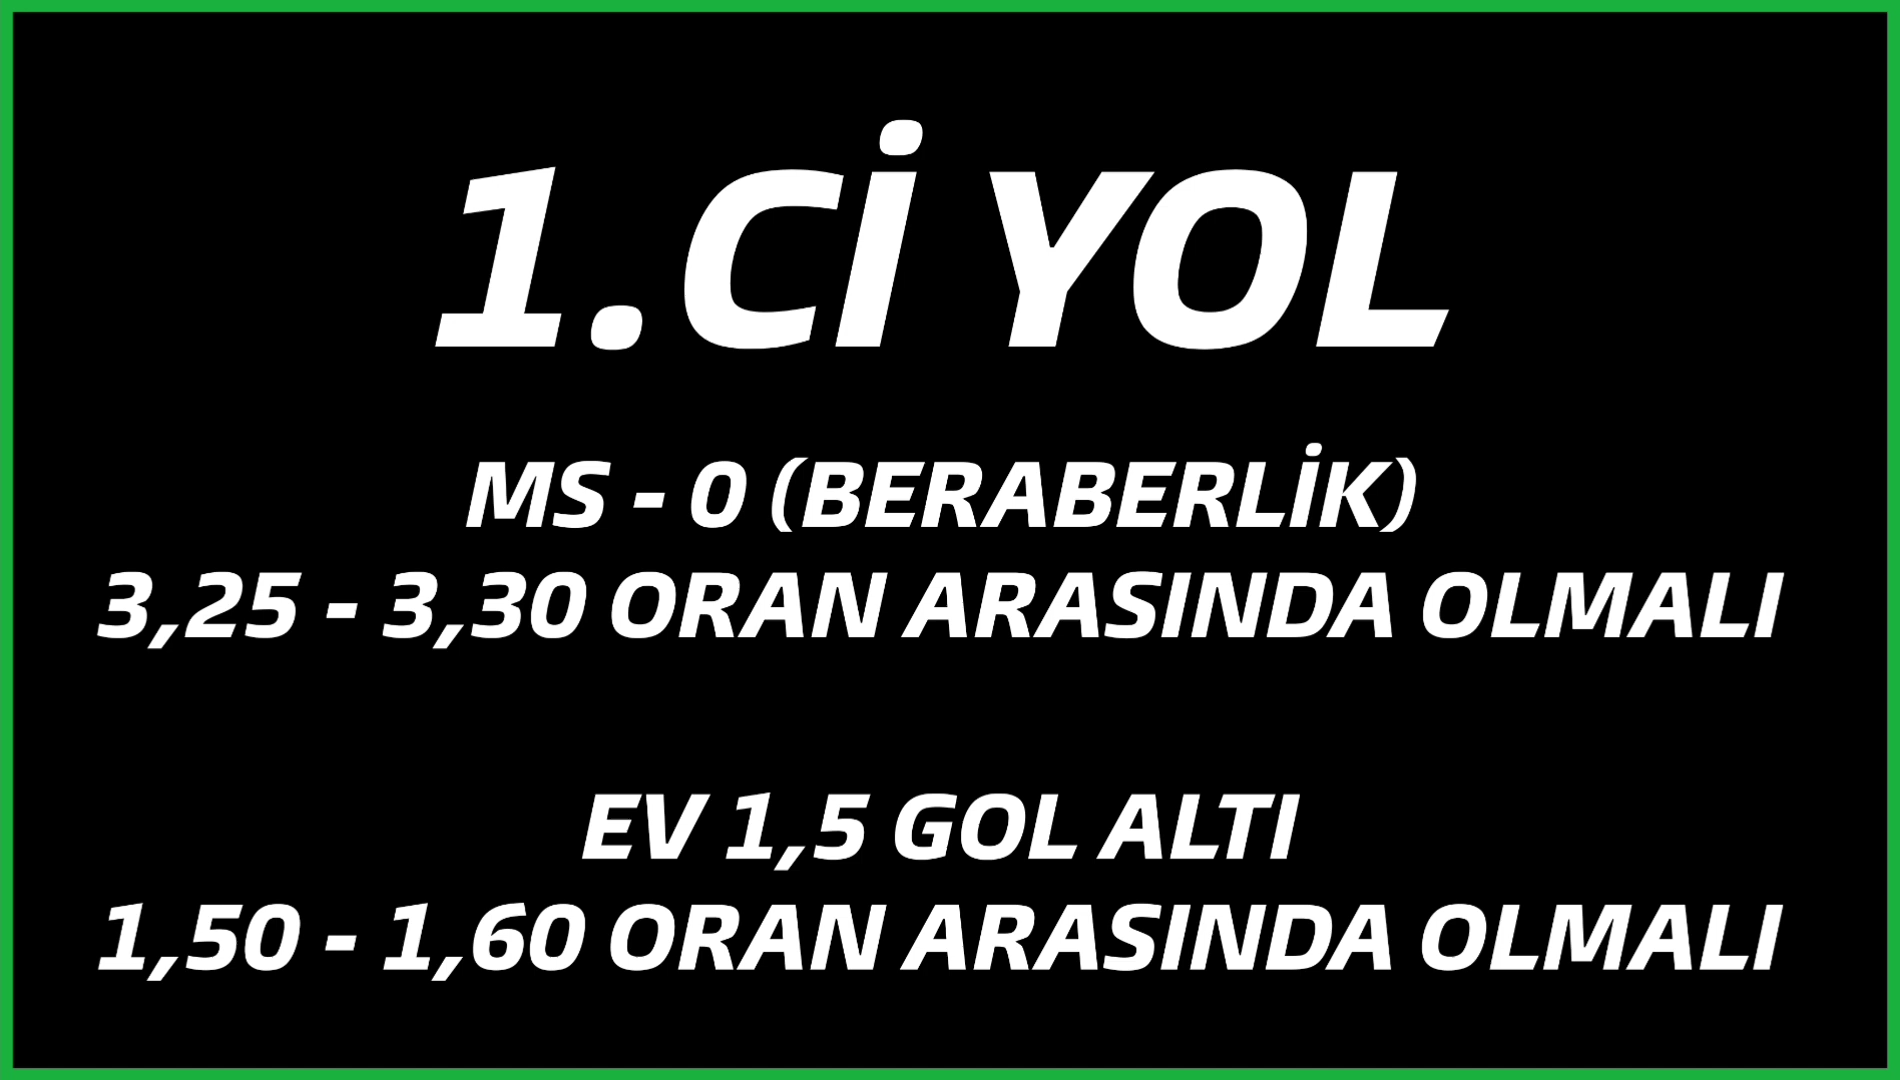 1.Cİ YOL
MS - 0 (BERABERLİK)
3,25 - 3,30 ORAN ARASINDA OLMALI
EV 1,5 GOL ALTI
1,50 - 1,60 ORAN ARASINDA OLMALI